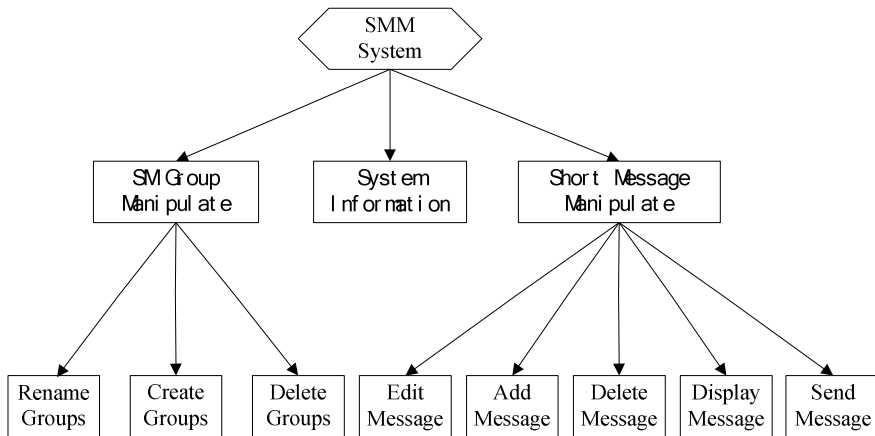 SMM
System
SM Group
Manipulate
System
Information
Short Message
Manipulate
Rename
Groups
Create
Groups
Delete
Groups
Edit
Message
Add
Message
Delete
Message
Display
Message
Send
Message